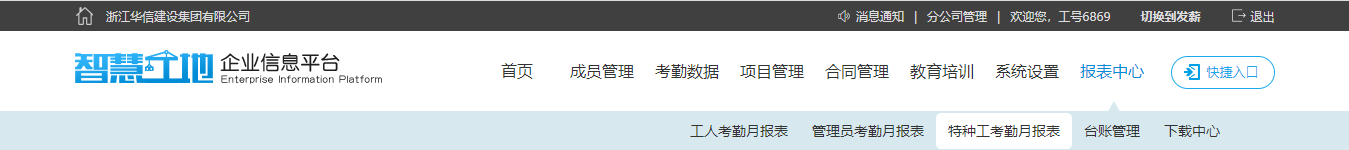 浙江华信建设集团有限公司 消息通知 | 分公司管理 | 欢迎您，工号6869 切换到发薪 退出
智慧工地 企业信息平台
Enterprise Information Platform
首页 成员管理 考勤数据 项目管理 合同管理 教育培训 系统设置 报表中心 快捷入口
工人考勤月报表 管理员考勤月报表 特种工考勤月报表 台账管理 下载中心